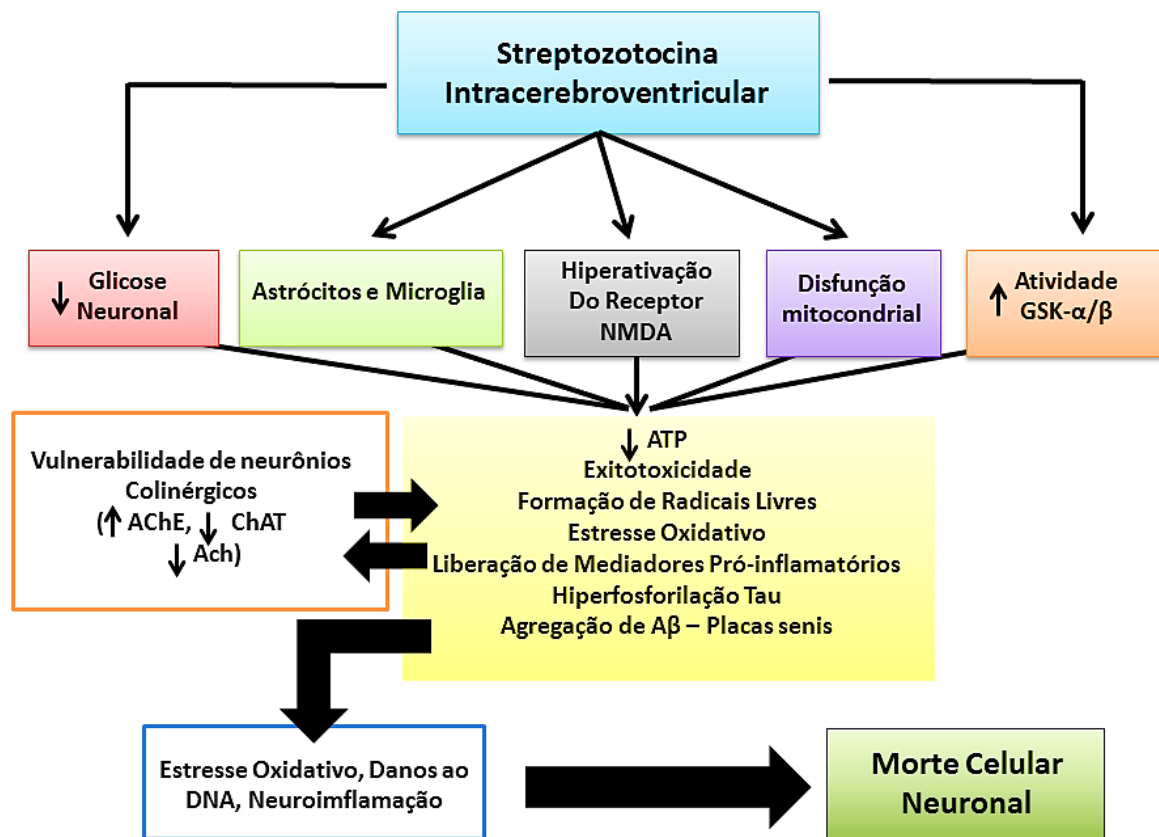 Streptozotocina
Intracerebroventricular
↓ Glicose
Neuronal
Astrócitos e Microglia
Hiperativação
Do Receptor
NMDA
Disfunção
mitocondrial
↑ Atividade
GSK-α/β
Vulnerabilidade de neurônios
Colinérgicos
(↑ AChE, ↓ ChAT
↓ Ach)
↓ ATP
Exitotoxicidade
Formação de Radicais Livres
Estresse Oxidativo
Liberação de Mediadores Pró-inflamatórios
Hiperfosforilação Tau
Agregação de Aβ – Placas senis
Estresse Oxidativo, Danos ao
DNA, Neuroimflamação
Morte Celular
Neuronal